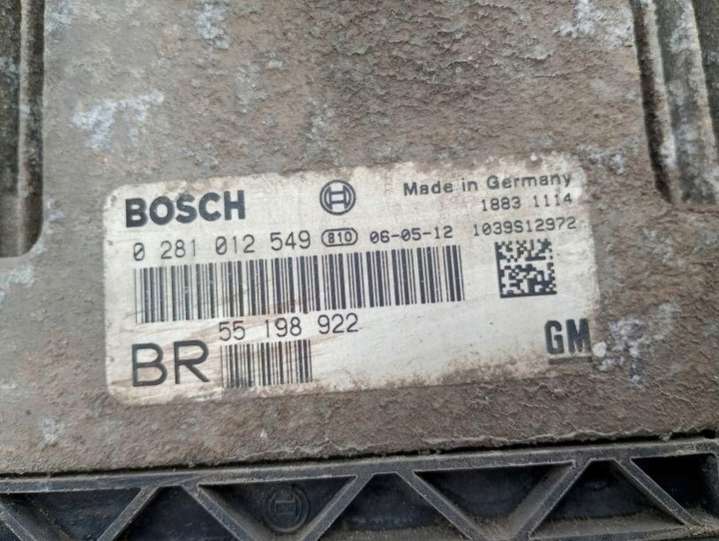 BOSCH
Made in Germany
1883 1114
0 281 012 549 810 06-05-12 1039S12972
55 198 922
BR
GM